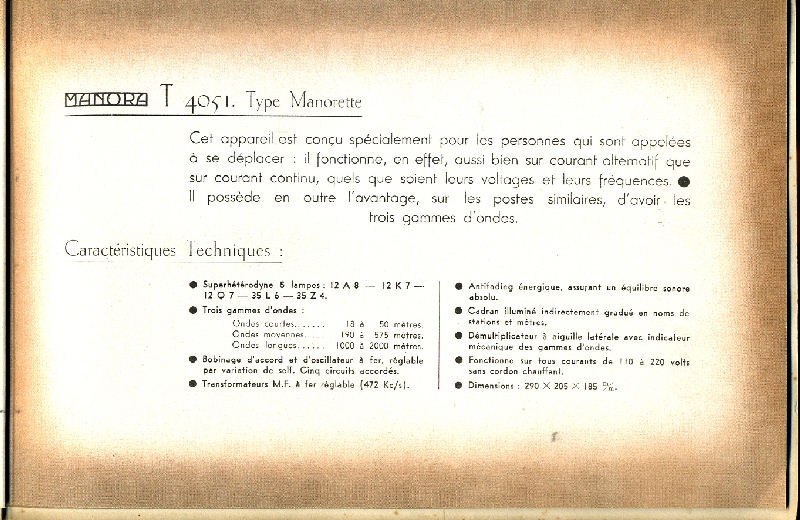 MANORA T 4051. Type Manorette
Cet appareil est conçu spécialement pour les personnes qui sont appelées
à se déplacer : il fonctionne, en effet, aussi bien sur courant alternatif que
sur courant continu, quels que soient leurs voltages et leurs fréquences. ●
Il possède en outre l'avantage, sur les postes similaires, d'avoir les
trois gammes d'ondes.
Caractéristiques Techniques :
● Superhétérodyne 5 lampes : 12 A 8 — 12 K 7 —
12 Q 7 — 35 L 6 — 35 Z 4.
● Trois gammes d'ondes :
Ondes courtes....... 18 à 50 mètres.
Ondes moyennes..... 190 à 575 mètres.
Ondes longues...... 1000 à 2000 mètres.
● Bobinage d'accord et d'oscillateur à fer, réglable
par variation de self. Cinq circuits accordés.
● Transformateurs M.F. à fer réglable (472 Kc/s).
● Antifading énergique, assurant un équilibre sonore
absolu.
● Cadran illuminé indirectement gradué en noms de
stations et mètres.
● Démultiplicateur à aiguille latérale avec indicateur
mécanique des gammes d'ondes.
● Fonctionne sur tous courants de 110 à 220 volts
sans cordon chauffant.
● Dimensions : 290 × 205 × 185 m/m.